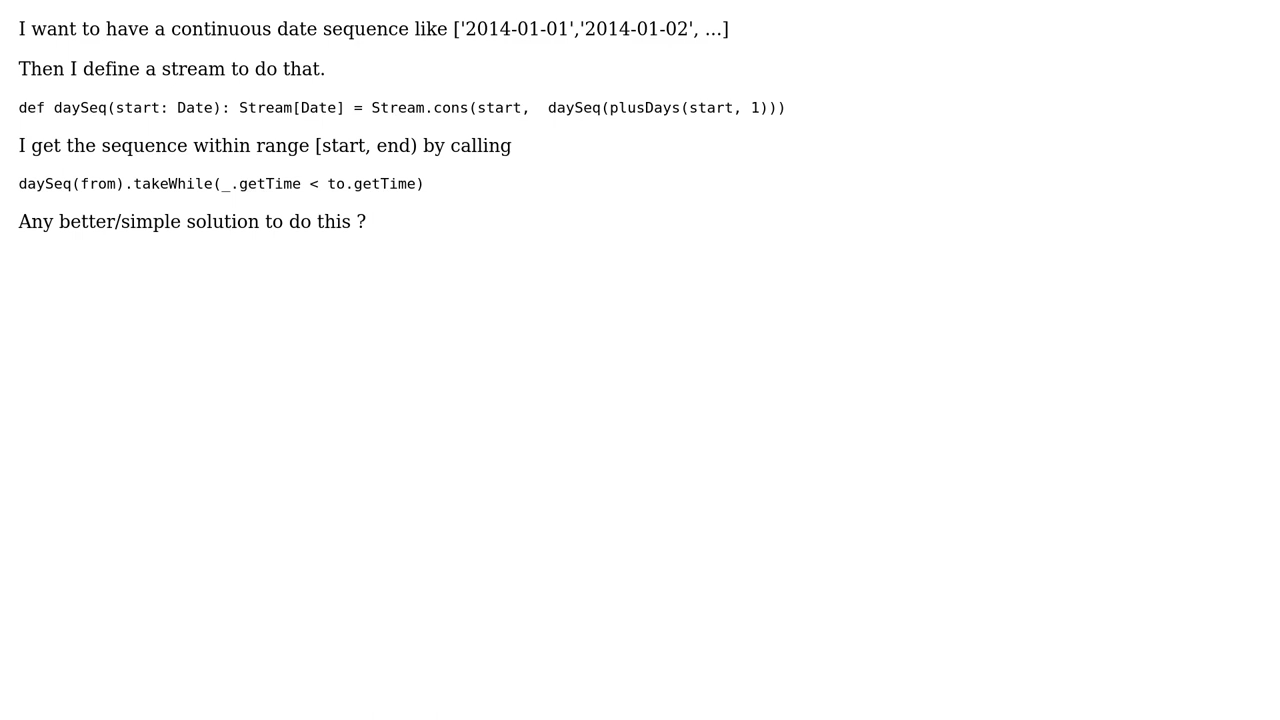 I want to have a continuous date sequence like ['2014-01-01','2014-01-02', ...]
Then I define a stream to do that.
def daySeq(start: Date): Stream[Date] = Stream.cons(start,  daySeq(plusDays(start, 1)))
I get the sequence within range [start, end) by calling
daySeq(from).takeWhile(_.getTime < to.getTime)
Any better/simple solution to do this ?